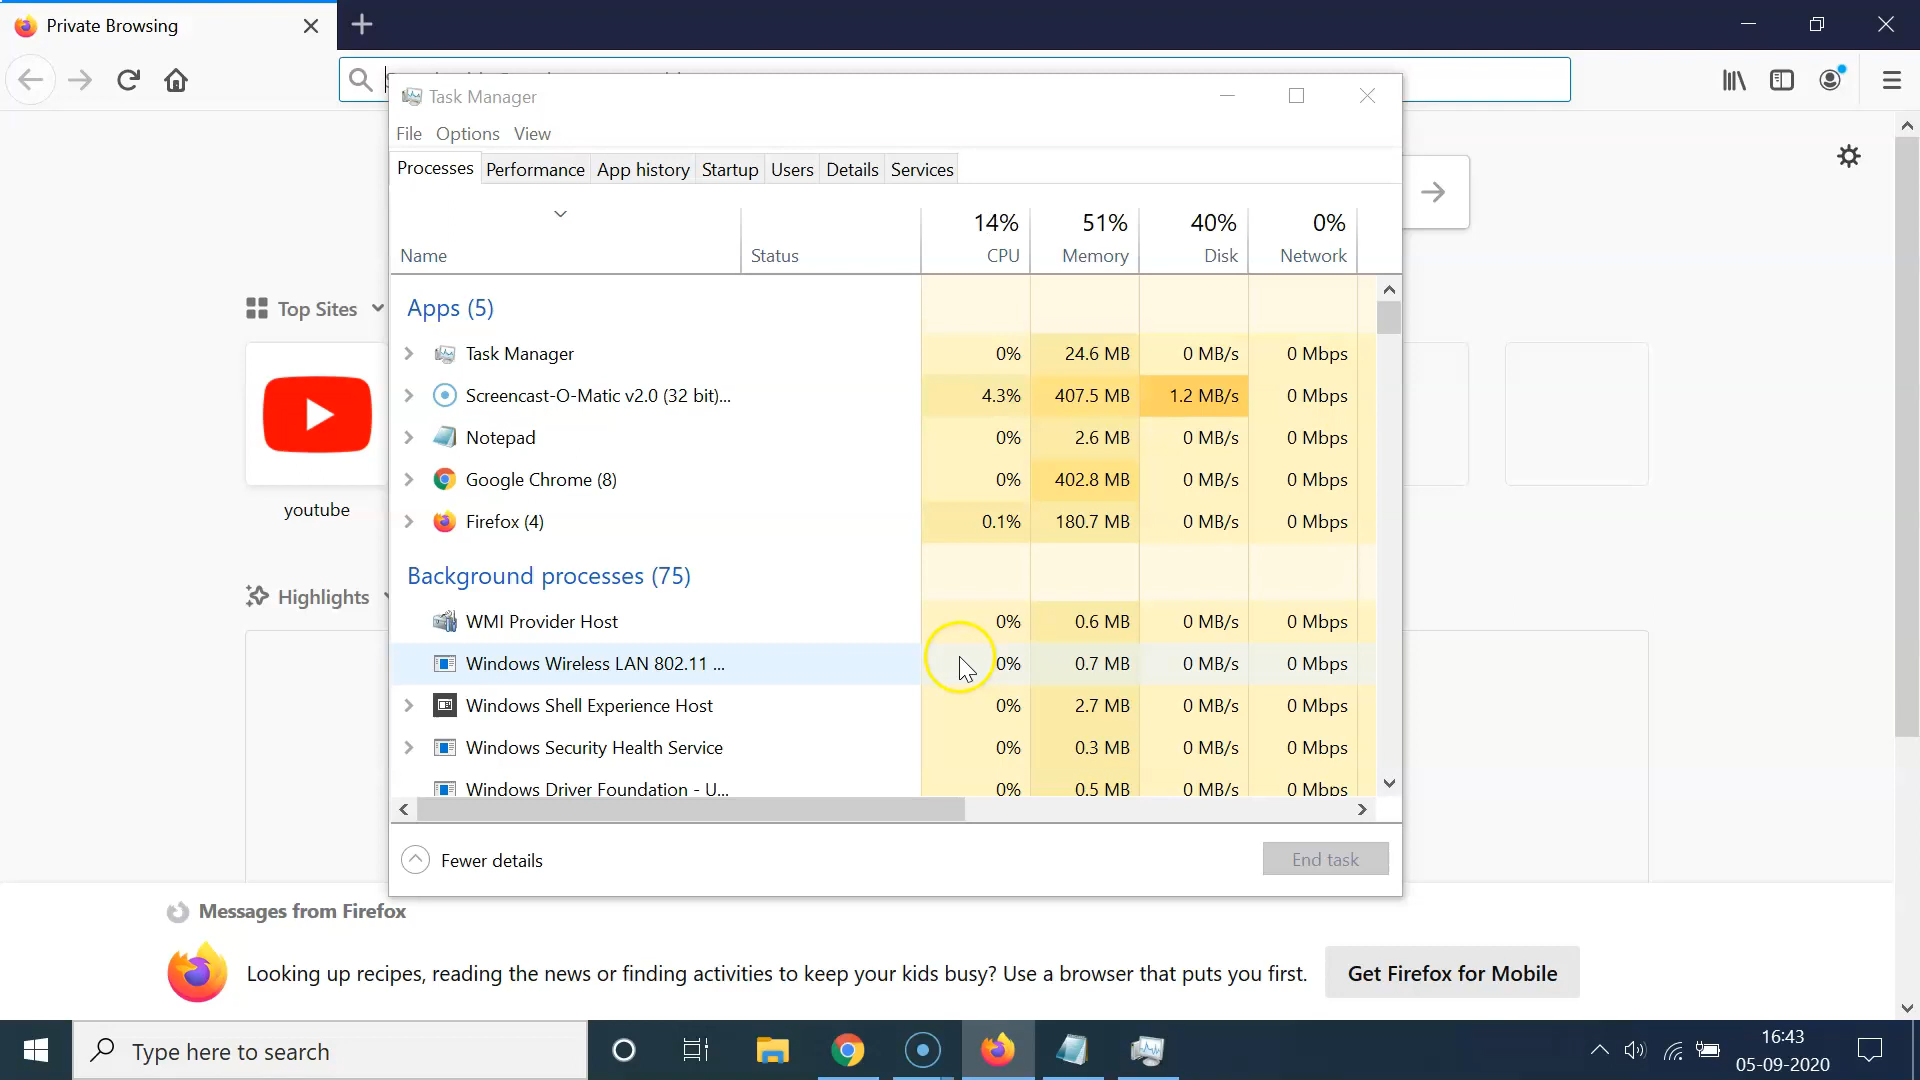 Private Browsing
Task Manager
File Options View
Processes Performance App history Startup Users Details Services
14% 51% 40% 0%
Name Status CPU Memory Disk Network
Apps (5)
Task Manager 0% 24.6 MB 0 MB/s 0 Mbps
Screencast-O-Matic v2.0 (32 bit)... 4.3% 407.5 MB 1.2 MB/s 0 Mbps
Notepad 0% 2.6 MB 0 MB/s 0 Mbps
Google Chrome (8) 0% 402.8 MB 0 MB/s 0 Mbps
Firefox (4) 0.1% 180.7 MB 0 MB/s 0 Mbps
Background processes (75)
WMI Provider Host 0% 0.6 MB 0 MB/s 0 Mbps
Windows Wireless LAN 802.11 ... 0% 0.7 MB 0 MB/s 0 Mbps
Windows Shell Experience Host 0% 2.7 MB 0 MB/s 0 Mbps
Windows Security Health Service 0% 0.3 MB 0 MB/s 0 Mbps
Windows Driver Foundation - U... 0% 0.5 MB 0 MB/s 0 Mbps
Fewer details End task
Top Sites
youtube
Highlights
Messages from Firefox
Looking up recipes, reading the news or finding activities to keep your kids busy? Use a browser that puts you first. Get Firefox for Mobile
Type here to search
16:43
05-09-2020